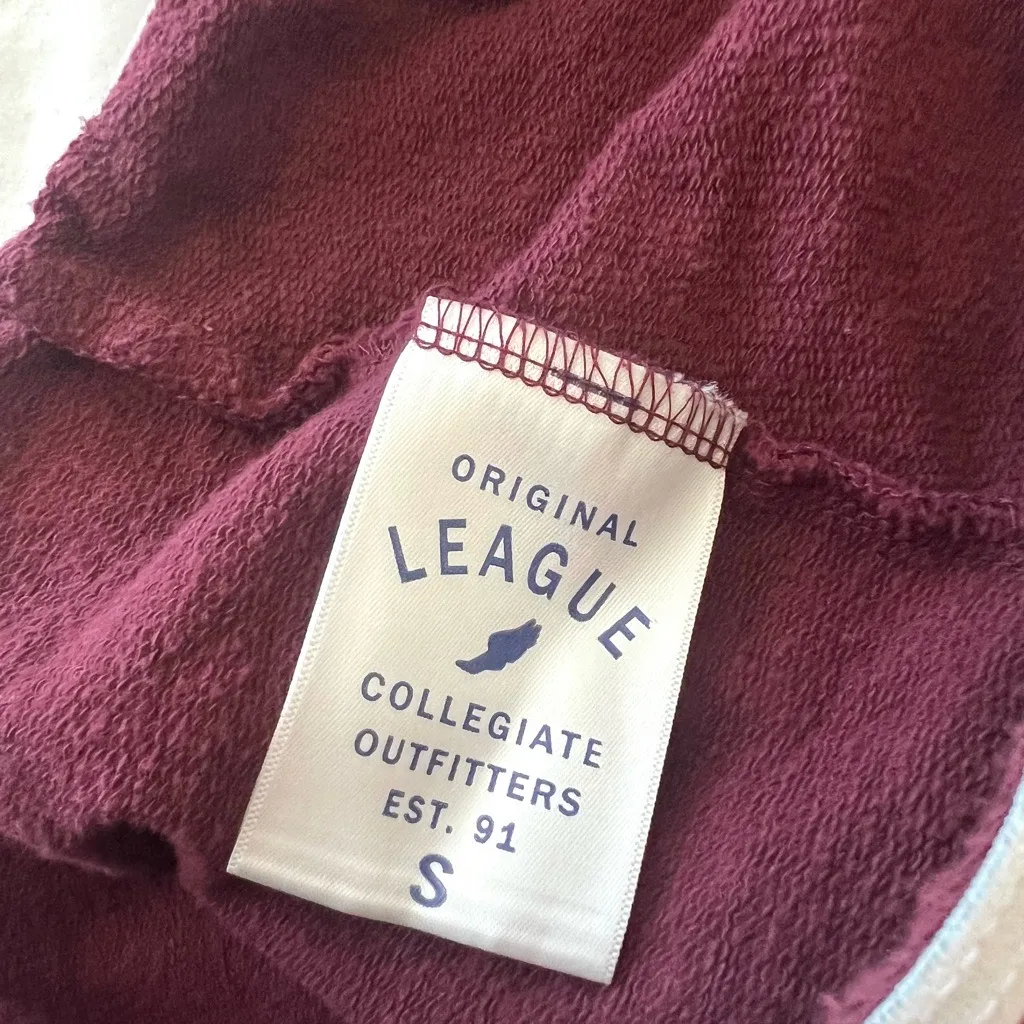 ORIGINAL
LEAGUE
COLLEGIATE
OUTFITTERS
EST. 91
S